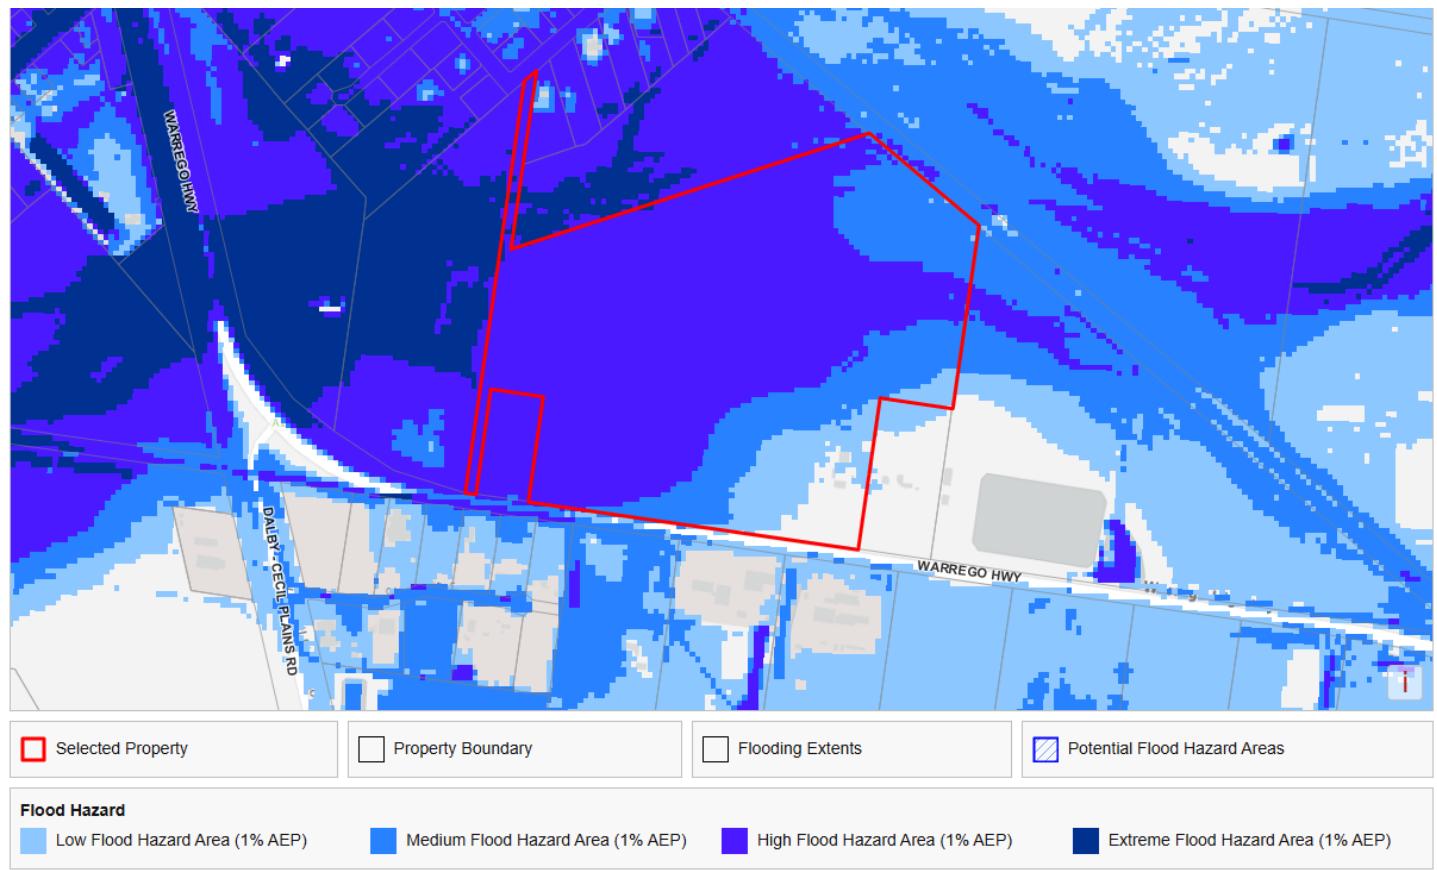 WARREGO HWY
A
DALBY - CECIL PLAINS RD
WARREGO HWY
i
Selected Property
Property Boundary
Flooding Extents
Potential Flood Hazard Areas
Flood Hazard
Low Flood Hazard Area (1% AEP)
Medium Flood Hazard Area (1% AEP)
High Flood Hazard Area (1% AEP)
Extreme Flood Hazard Area (1% AEP)